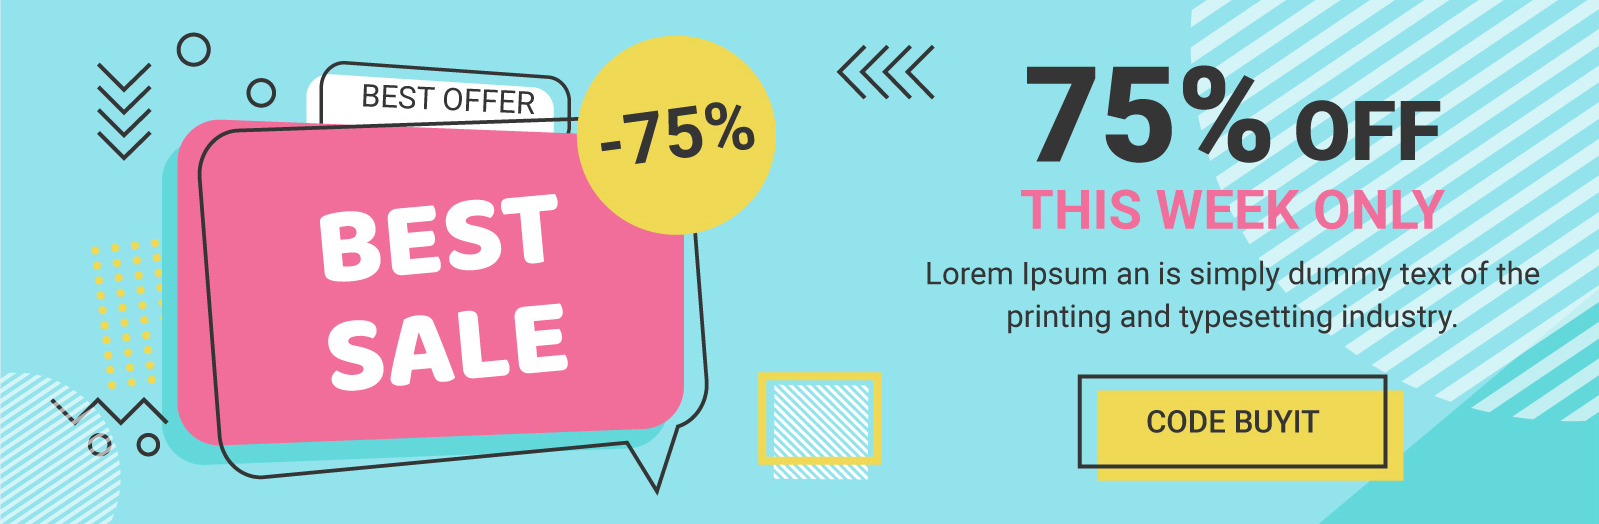 BEST OFFER
-75%
BEST
SALE
75% OFF
THIS WEEK ONLY
Lorem Ipsum an is simply dummy text of the
printing and typesetting industry.
CODE BUYIT